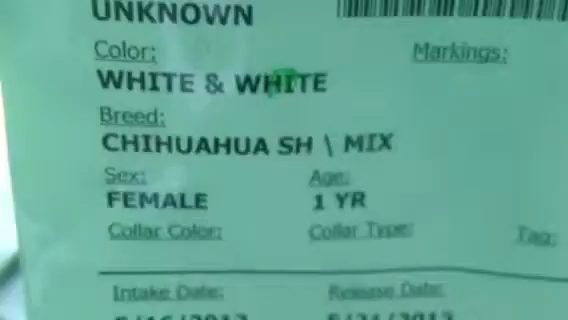 UNKNOWN
Color: Markings:
WHITE & WHITE
Breed:
CHIHUAHUA SH \ MIX
Sex: Age:
FEMALE 1 YR
Collar Color: Collar Type: Tag:
Intake Date: Release Date: